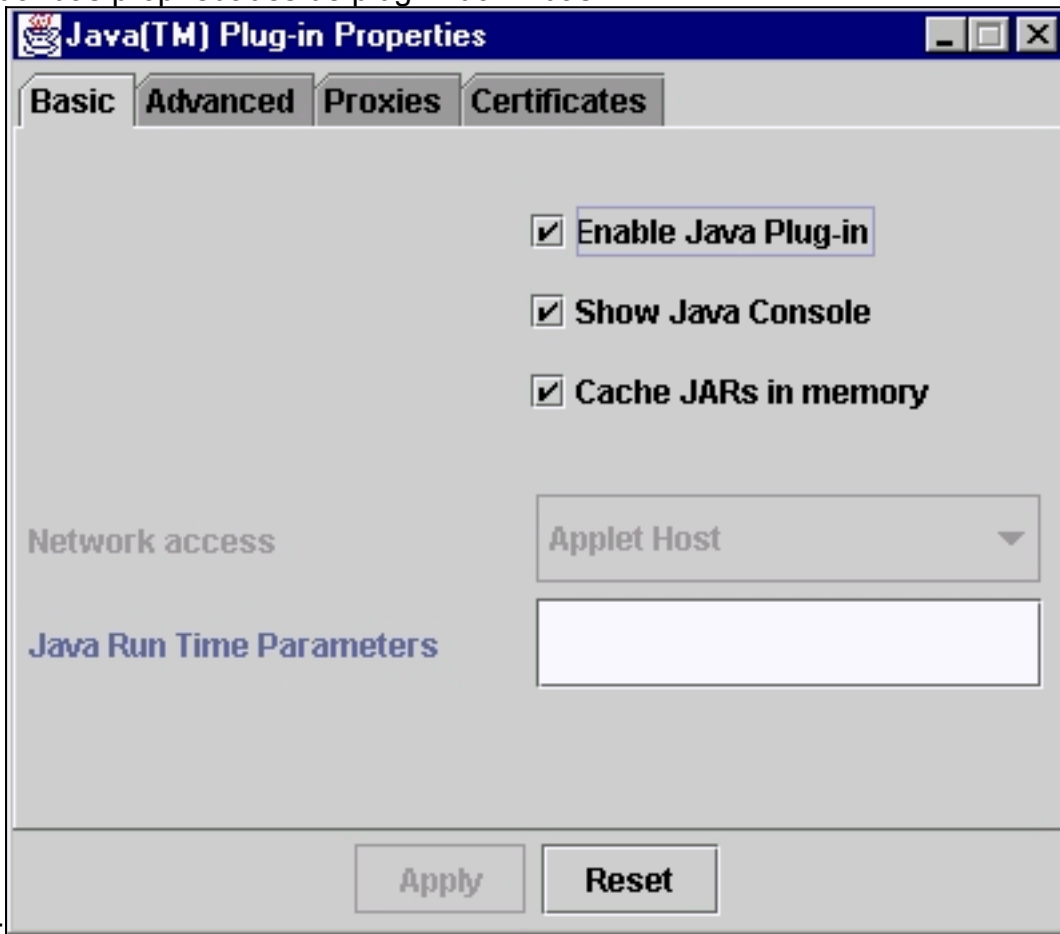 Java(TM) Plug-in Properties
Basic Advanced Proxies Certificates
Enable Java Plug-in
Show Java Console
Cache JARs in memory
Network access Applet Host
Java Run Time Parameters
Apply Reset